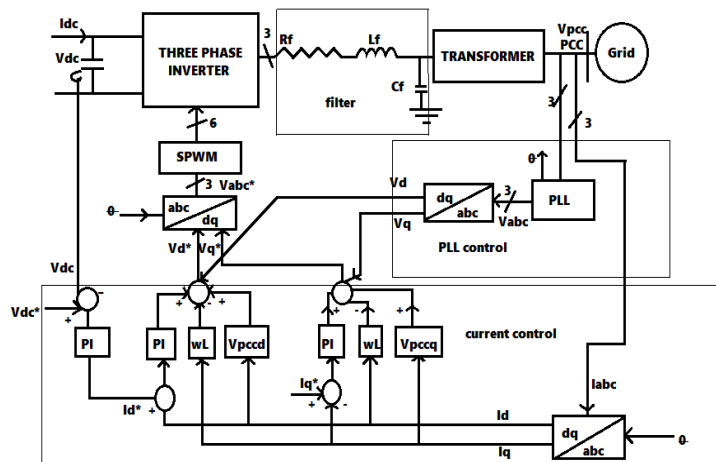 Idc
Vdc
THREE PHASE
INVERTER
3
Rf
Lf
filter
Cf
TRANSFORMER
Vpcc
PCC
Grid
3
3
6
SPWM
3
Vabc*
θ
abc
dq
Vd*
Vq*
Vd
Vq
dq
abc
3
Vabc
θ
PLL
PLL control
Vdc
-
Vdc*
+
PI
PI
wL
Vpccd
+
-
+
PI
wL
Vpccq
+
-
+
current control
Id*
+
Iq*
+
-
Iabc
Id
Iq
dq
abc
θ